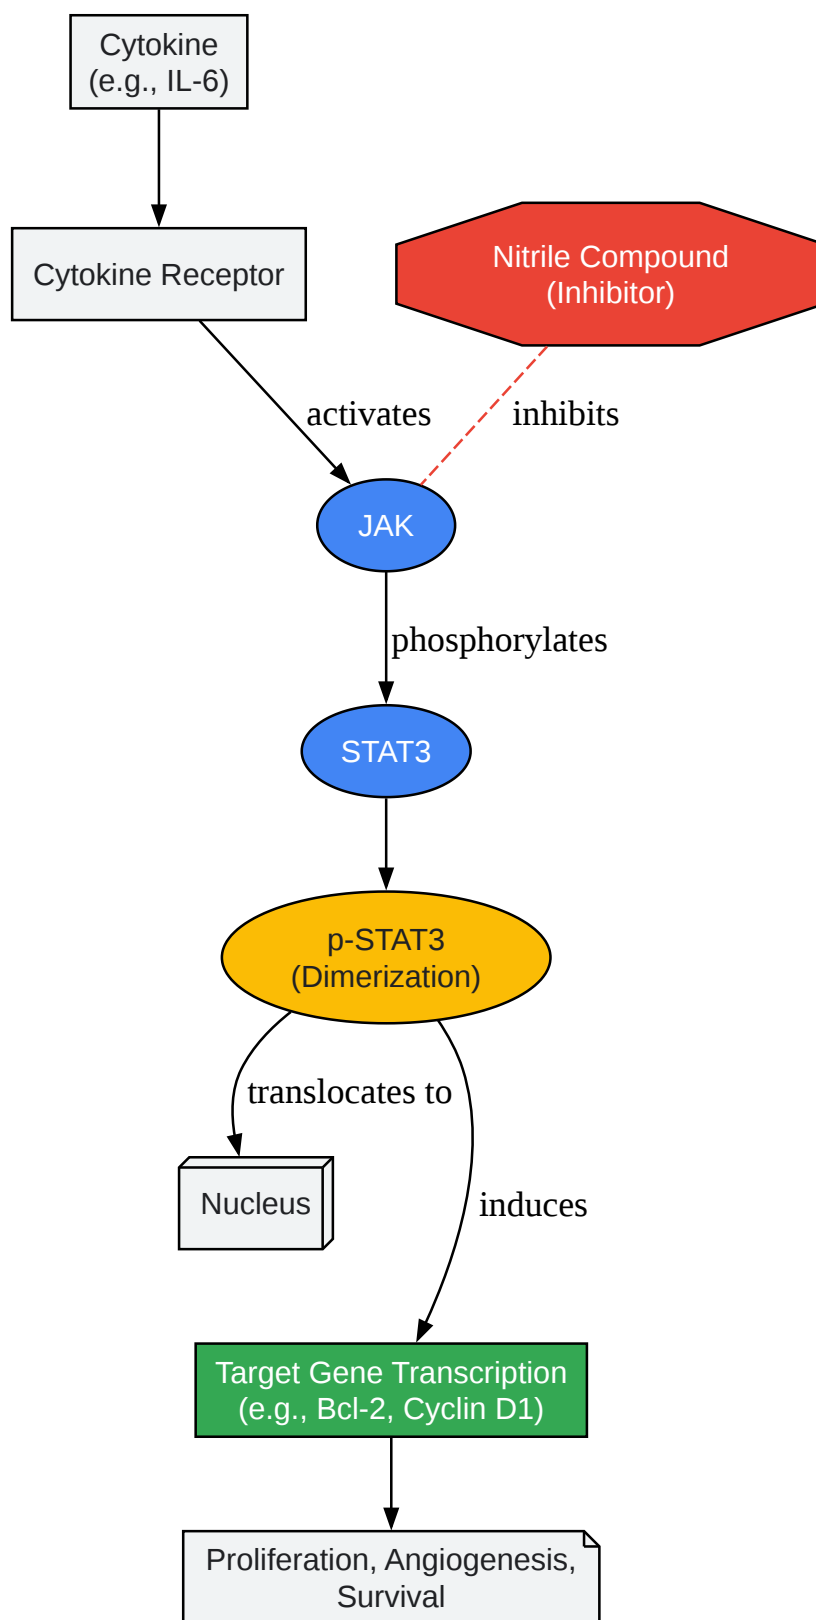 Cytokine
(e.g., IL-6)
Cytokine Receptor
Nitrile Compound
(Inhibitor)
activates
inhibits
JAK
phosphorylates
STAT3
p-STAT3
(Dimerization)
translocates to
Nucleus
induces
Target Gene Transcription
(e.g., Bcl-2, Cyclin D1)
Proliferation, Angiogenesis,
Survival